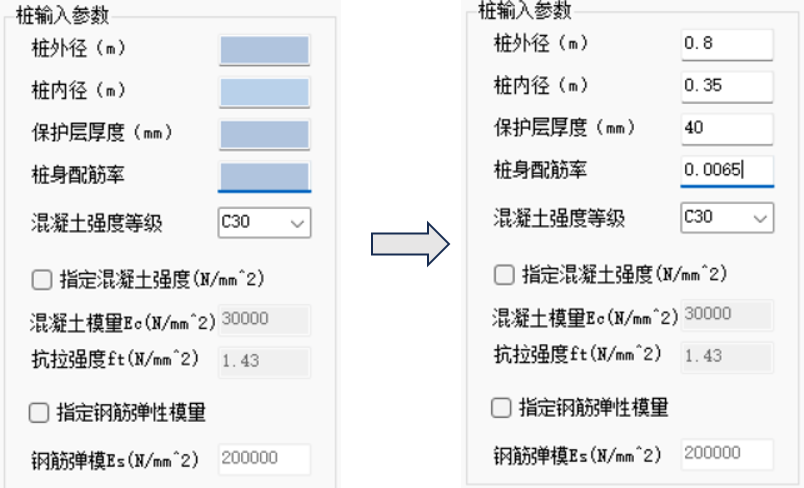 桩输入参数
桩外径（m）
桩内径（m）
保护层厚度（mm）
桩身配筋率
混凝土强度等级 C30
指定混凝土强度(N/mm^2)
混凝土模量Ec(N/mm^2) 30000
抗拉强度ft(N/mm^2) 1.43
指定钢筋弹性模量
钢筋弹模Es(N/mm^2) 200000
桩输入参数
桩外径（m） 0.8
桩内径（m） 0.35
保护层厚度（mm） 40
桩身配筋率 0.0065
混凝土强度等级 C30
指定混凝土强度(N/mm^2)
混凝土模量Ec(N/mm^2) 30000
抗拉强度ft(N/mm^2) 1.43
指定钢筋弹性模量
钢筋弹模Es(N/mm^2) 200000